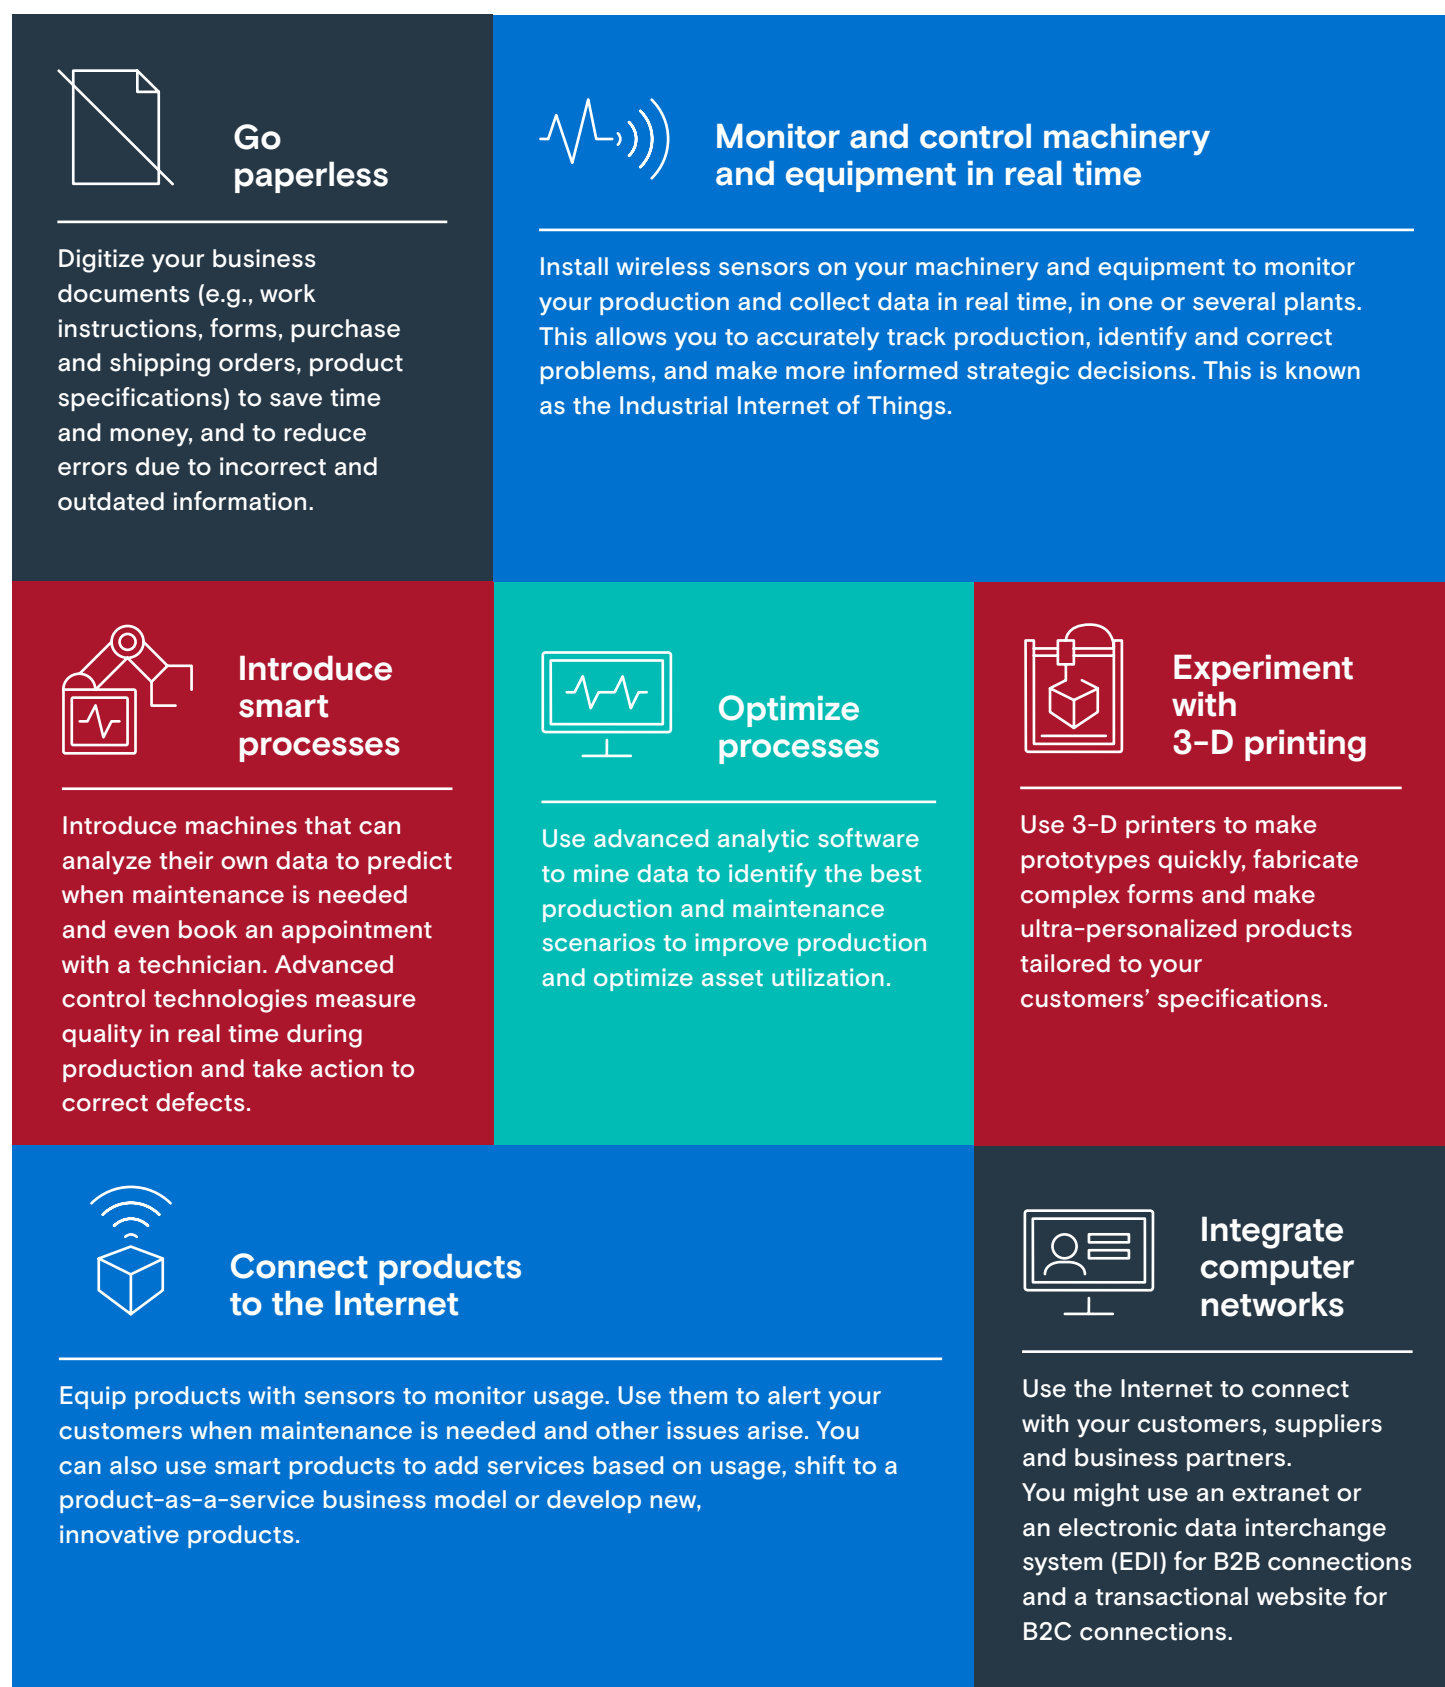 Go
paperless
Digitize your business
documents (e.g., work
instructions, forms, purchase
and shipping orders, product
specifications) to save time
and money, and to reduce
errors due to incorrect and
outdated information.
Monitor and control machinery
and equipment in real time
Install wireless sensors on your machinery and equipment to monitor
your production and collect data in real time, in one or several plants.
This allows you to accurately track production, identify and correct
problems, and make more informed strategic decisions. This is known
as the Industrial Internet of Things.
Introduce
smart
processes
Introduce machines that can
analyze their own data to predict
when maintenance is needed
and even book an appointment
with a technician. Advanced
control technologies measure
quality in real time during
production and take action to
correct defects.
Optimize
processes
Use advanced analytic software
to mine data to identify the best
production and maintenance
scenarios to improve production
and optimize asset utilization.
Experiment
with
3-D printing
Use 3-D printers to make
prototypes quickly, fabricate
complex forms and make
ultra-personalized products
tailored to your
customers’ specifications.
Connect products
to the Internet
Equip products with sensors to monitor usage. Use them to alert your
customers when maintenance is needed and other issues arise. You
can also use smart products to add services based on usage, shift to a
product-as-a-service business model or develop new,
innovative products.
Integrate
computer
networks
Use the Internet to connect
with your customers, suppliers
and business partners.
You might use an extranet or
an electronic data interchange
system (EDI) for B2B connections
and a transactional website for
B2C connections.